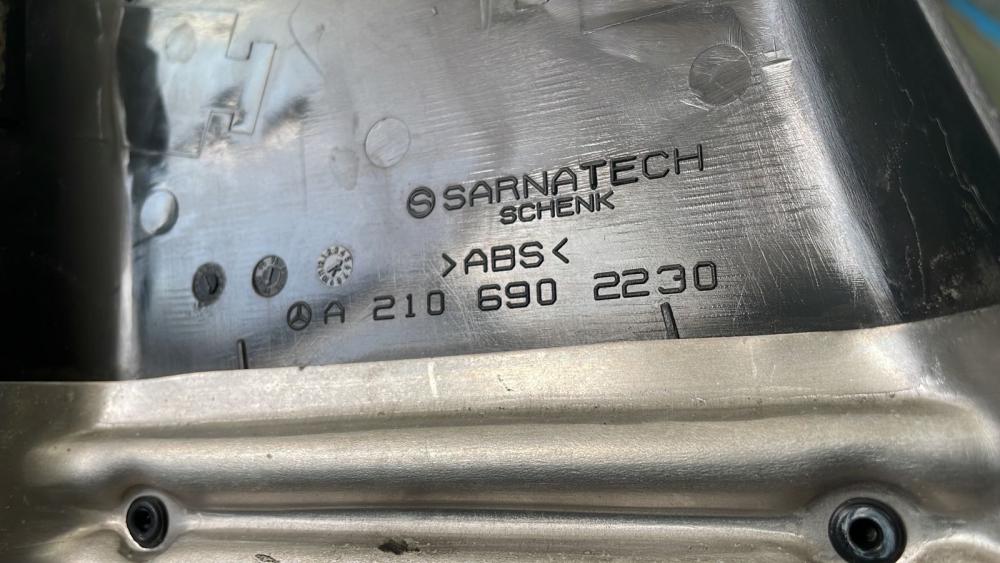 SARNATECH
SCHENK
>ABS<
A 210 690 2230